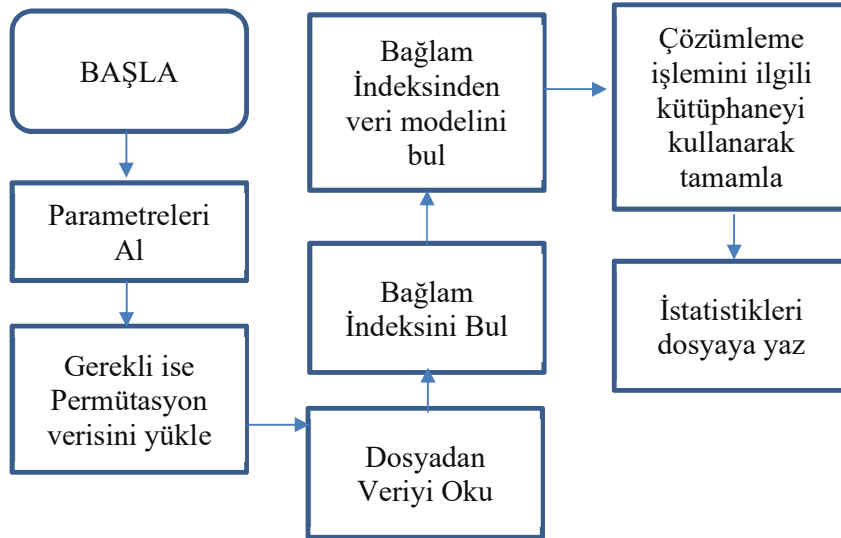 BAŞLA
Parametreleri
Al
Gerekli ise
Permütasyon
verisini yükle
Dosyadan
Veriyi Oku
Bağlam
İndeksini Bul
Bağlam
İndeksinden
veri modelini
bul
Çözümleme
işlemini ilgili
kütüphaneyi
kullanarak
tamamla
İstatistikleri
dosyaya yaz